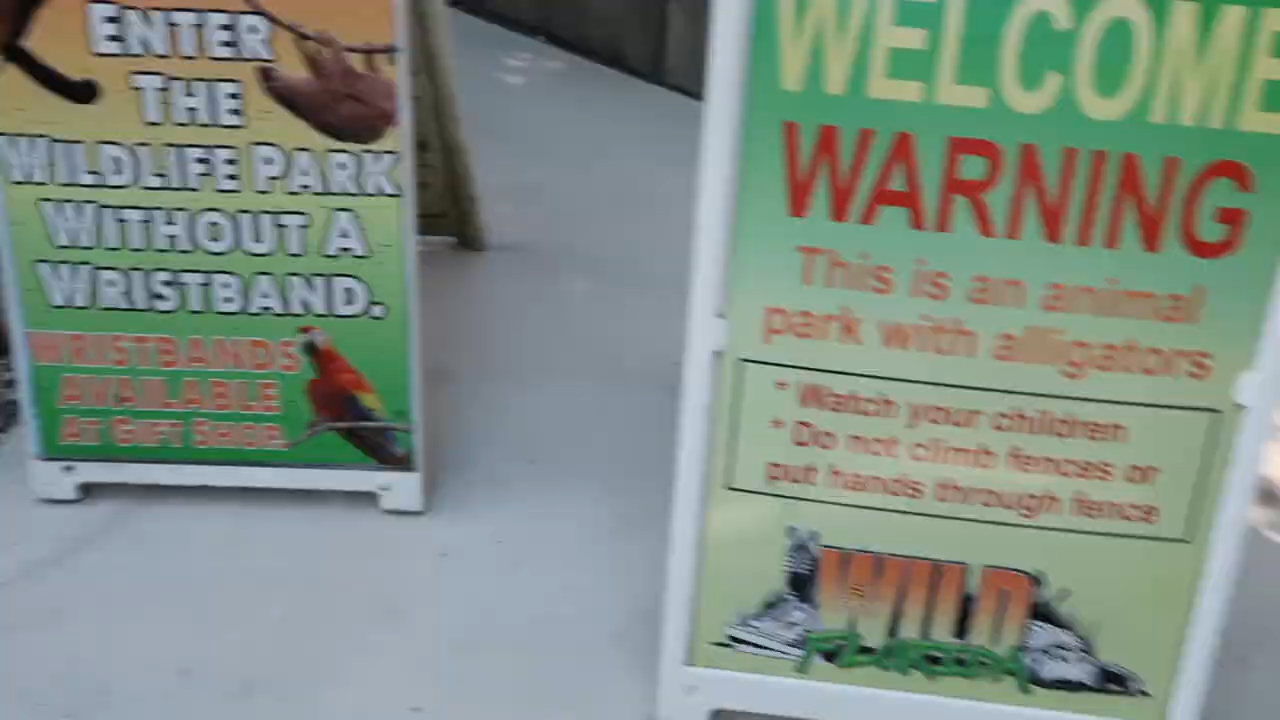 ENTER
THE
WILDLIFE PARK
WITHOUT A
WRISTBAND.
WRISTBANDS
AVAILABLE
AT GIFT SHOP
WELCOME
WARNING
This is an animal
park with alligators
* Watch your children
* Do not climb fences or
put hands through fence
WILD
FLORIDA